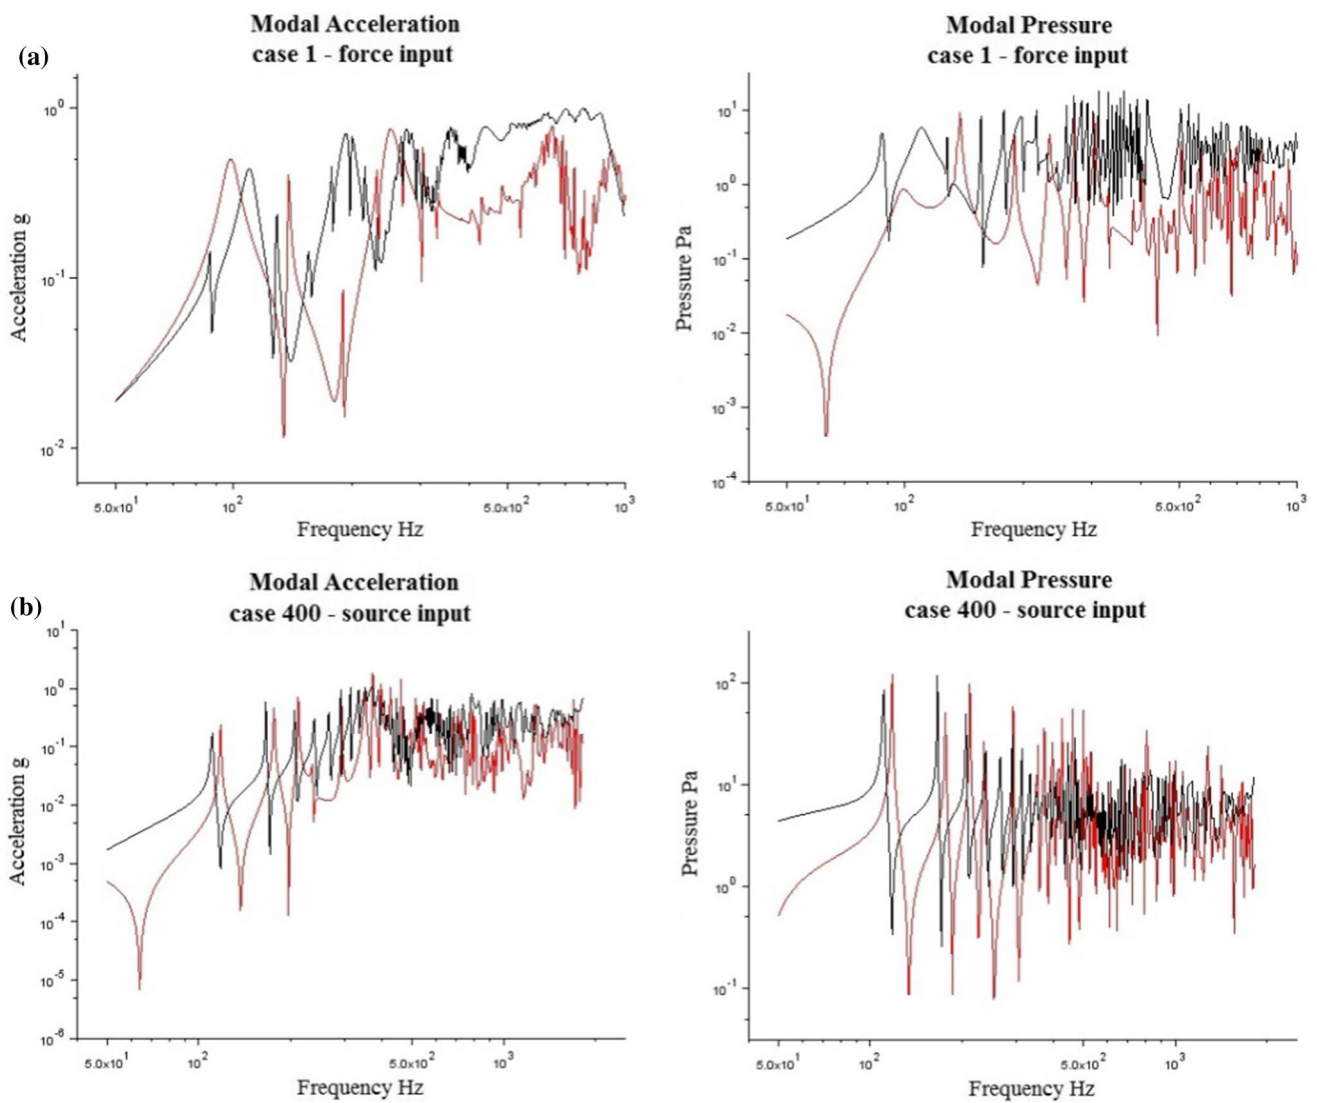 Modal Acceleration
case 1 - force input
(a)
10^0
10^-1
10^-2
Acceleration g
5.0x10^1 10^2 5.0x10^2 10^3
Frequency Hz
Modal Pressure
case 1 - force input
10^1
10^0
10^-1
10^-2
10^-3
10^-4
Pressure Pa
5.0x10^1 10^2 5.0x10^2 10^3
Frequency Hz
Modal Acceleration
case 400 - source input
(b)
10^1
10^0
10^-1
10^-2
10^-3
10^-4
10^-5
10^-6
Acceleration g
5.0x10^1 10^2 5.0x10^2 10^3
Frequency Hz
Modal Pressure
case 400 - source input
10^2
10^1
10^0
10^-1
Pressure Pa
5.0x10^1 10^2 5.0x10^2 10^3
Frequency Hz